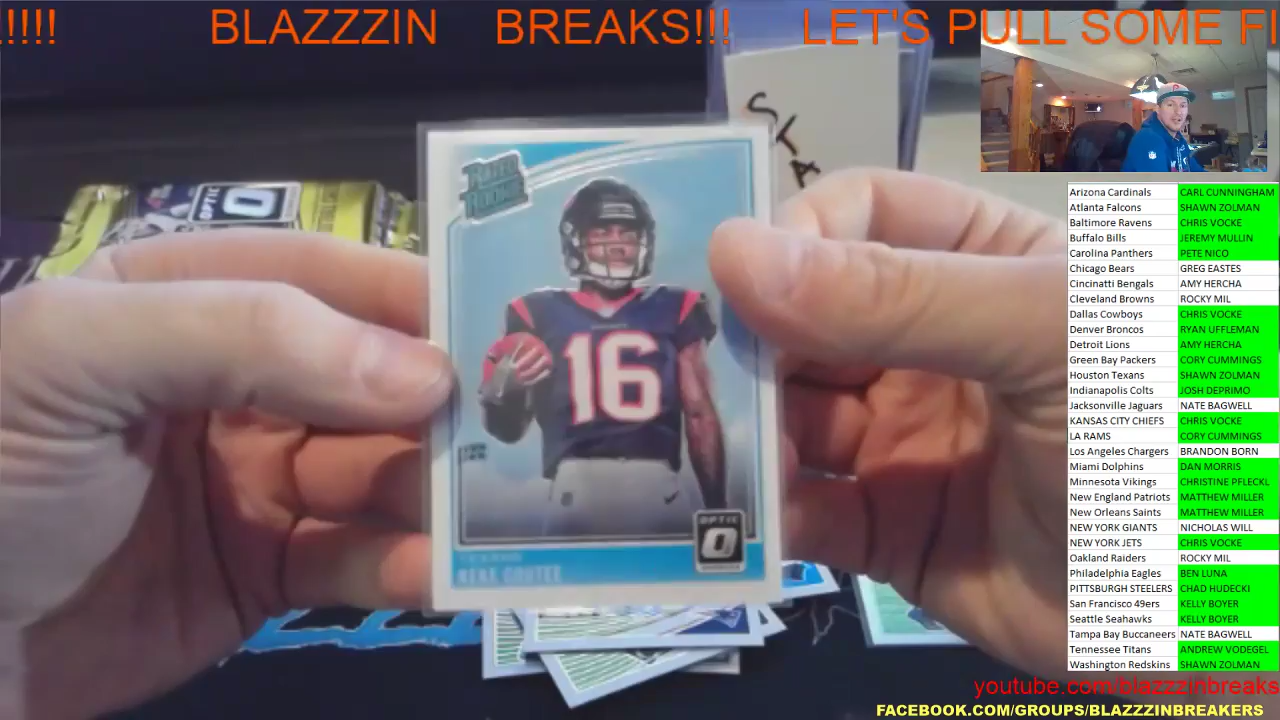 !!!!! BLAZZZIN BREAKS!!! LET'S PULL SOME FI
STA
RATED
ROOKIE
OPTIC
16
OPTIC
Arizona Cardinals CARL CUNNINGHAM
Atlanta Falcons SHAWN ZOLMAN
Baltimore Ravens CHRIS VOCKE
Buffalo Bills JEREMY MULLIN
Carolina Panthers PETE NICO
Chicago Bears GREG EASTES
Cincinatti Bengals AMY HERCHA
Cleveland Browns ROCKY MIL
Dallas Cowboys CHRIS VOCKE
Denver Broncos RYAN UFFLEMAN
Detroit Lions AMY HERCHA
Green Bay Packers CORY CUMMINGS
Houston Texans SHAWN ZOLMAN
Indianapolis Colts JOSH DEPRIMO
Jacksonville Jaguars NATE BAGWELL
KANSAS CITY CHIEFS CHRIS VOCKE
LA RAMS CORY CUMMINGS
Los Angeles Chargers BRANDON BORN
Miami Dolphins DAN MORRIS
Minnesota Vikings CHRISTINE PFLECKL
New England Patriots MATTHEW MILLER
New Orleans Saints MATTHEW MILLER
NEW YORK GIANTS NICHOLAS WILL
NEW YORK JETS CHRIS VOCKE
Oakland Raiders ROCKY MIL
Philadelphia Eagles BEN LUNA
PITTSBURGH STEELERS CHAD HUDECKI
San Francisco 49ers KELLY BOYER
Seattle Seahawks KELLY BOYER
Tampa Bay Buccaneers NATE BAGWELL
Tennessee Titans ANDREW VODEGEL
Washington Redskins SHAWN ZOLMAN
youtube.com/blazzzinbreaks
FACEBOOK.COM/GROUPS/BLAZZZINBREAKERS